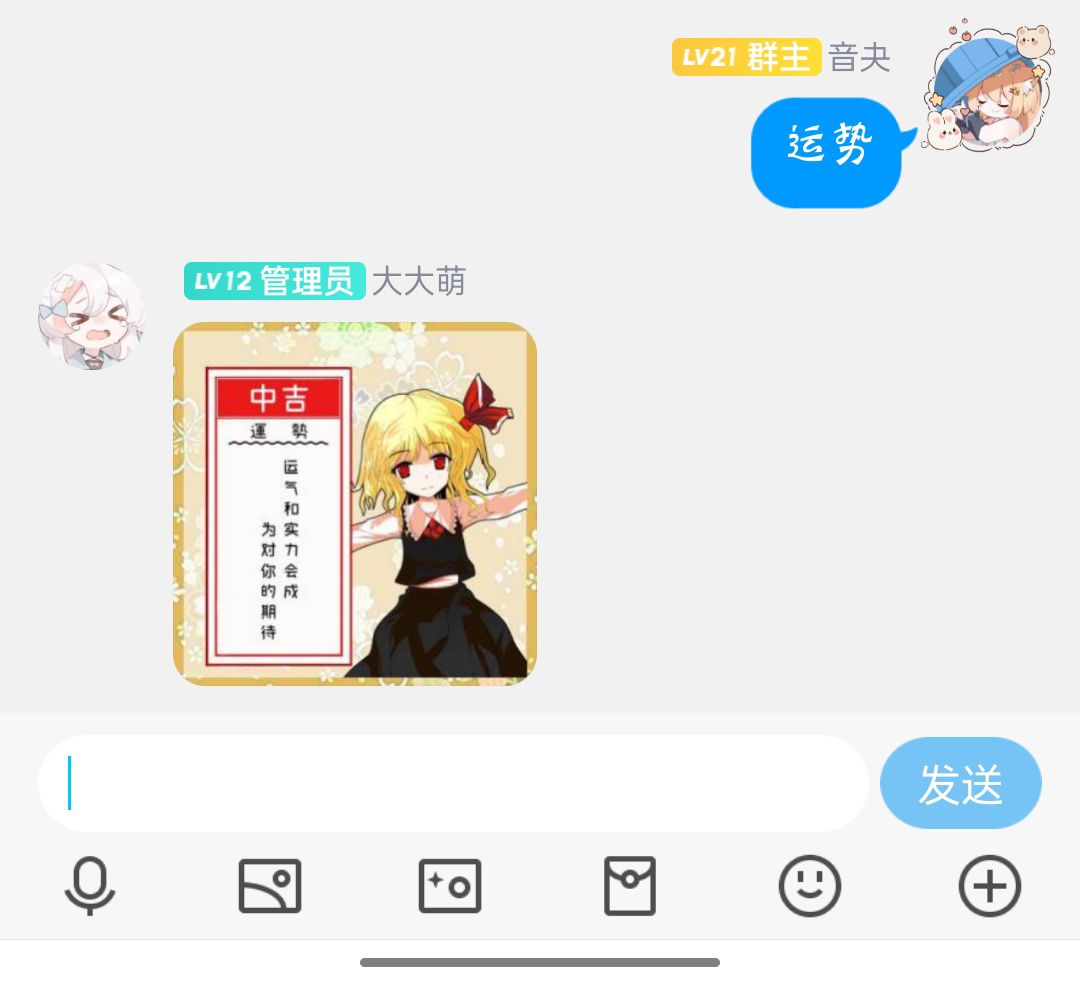 LV21 群主 音夬
运势
LV12 管理员 大大萌
中吉
運勢
运气和实力会成
为对你的期待
发送